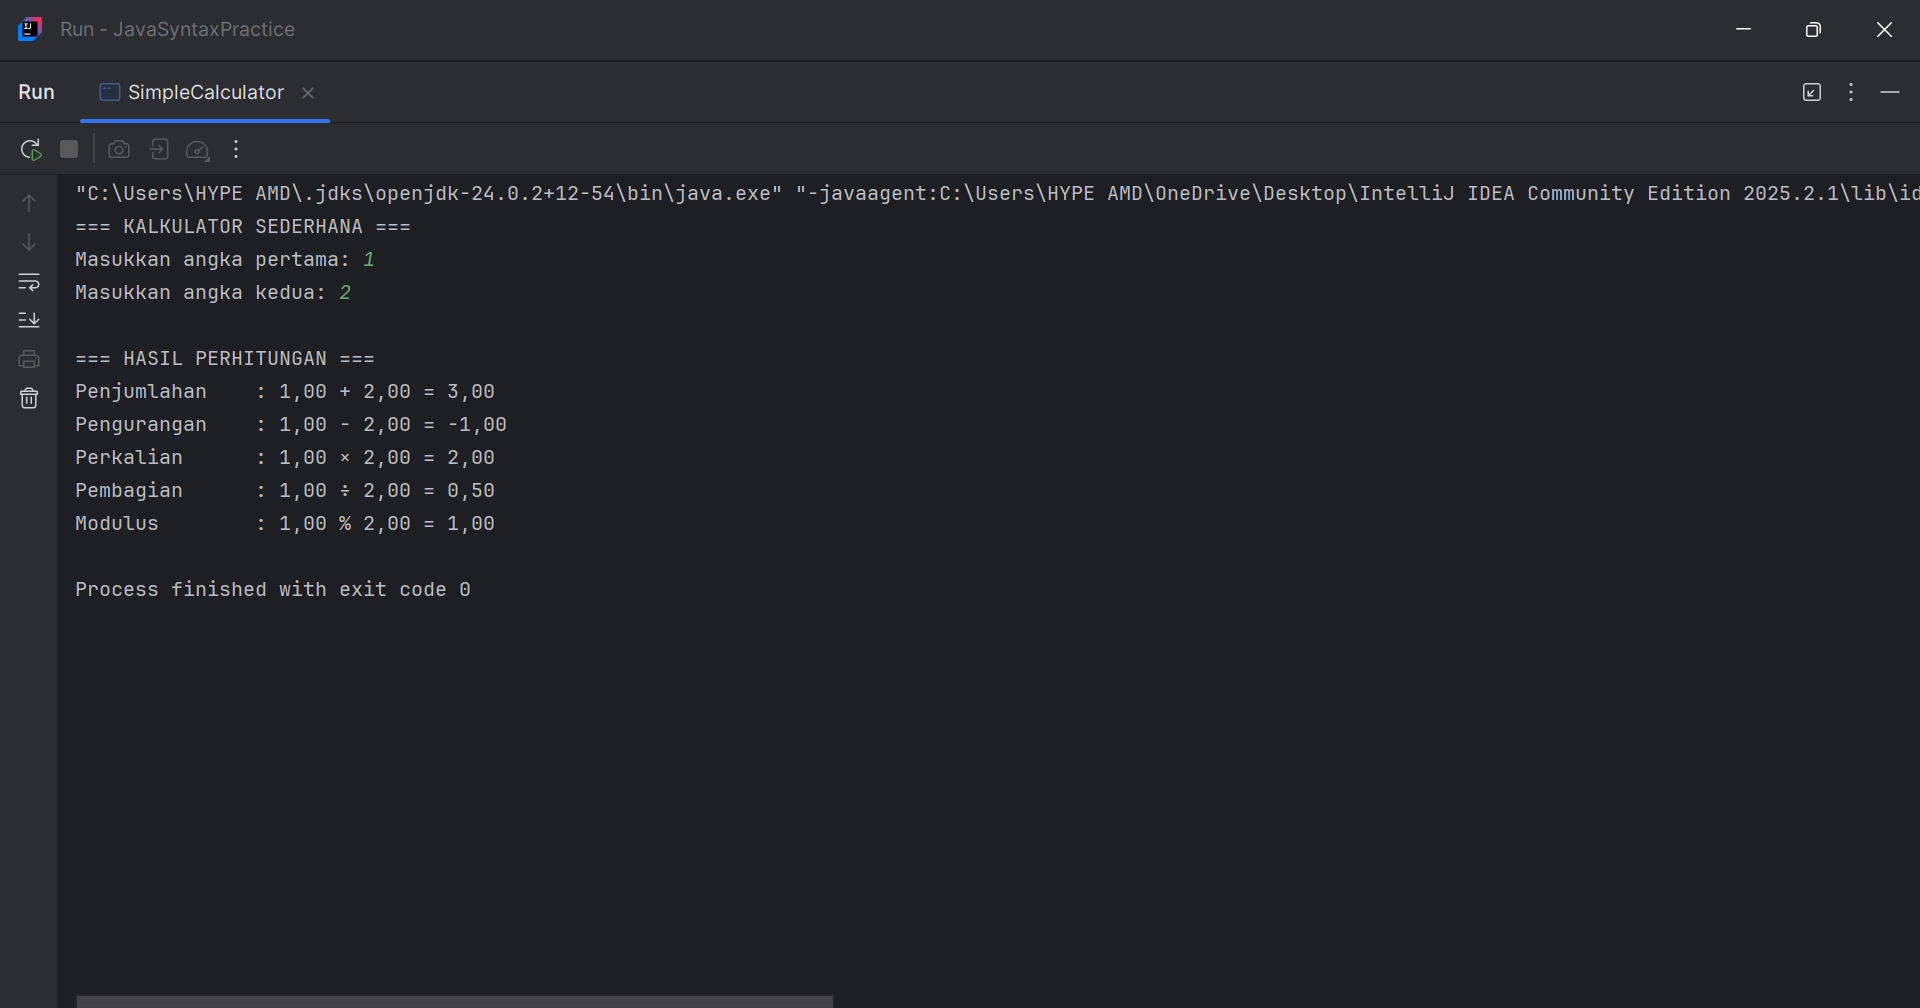 Run - JavaSyntaxPractice
Run SimpleCalculator
"C:\Users\HYPE AMD\.jdks\openjdk-24.0.2+12-54\bin\java.exe" "-javaagent:C:\Users\HYPE AMD\OneDrive\Desktop\IntelliJ IDEA Community Edition 2025.2.1\lib\id
=== KALKULATOR SEDERHANA ===
Masukkan angka pertama: 1
Masukkan angka kedua: 2
=== HASIL PERHITUNGAN ===
Penjumlahan    : 1,00 + 2,00 = 3,00
Pengurangan    : 1,00 - 2,00 = -1,00
Perkalian      : 1,00 × 2,00 = 2,00
Pembagian      : 1,00 ÷ 2,00 = 0,50
Modulus        : 1,00 % 2,00 = 1,00
Process finished with exit code 0